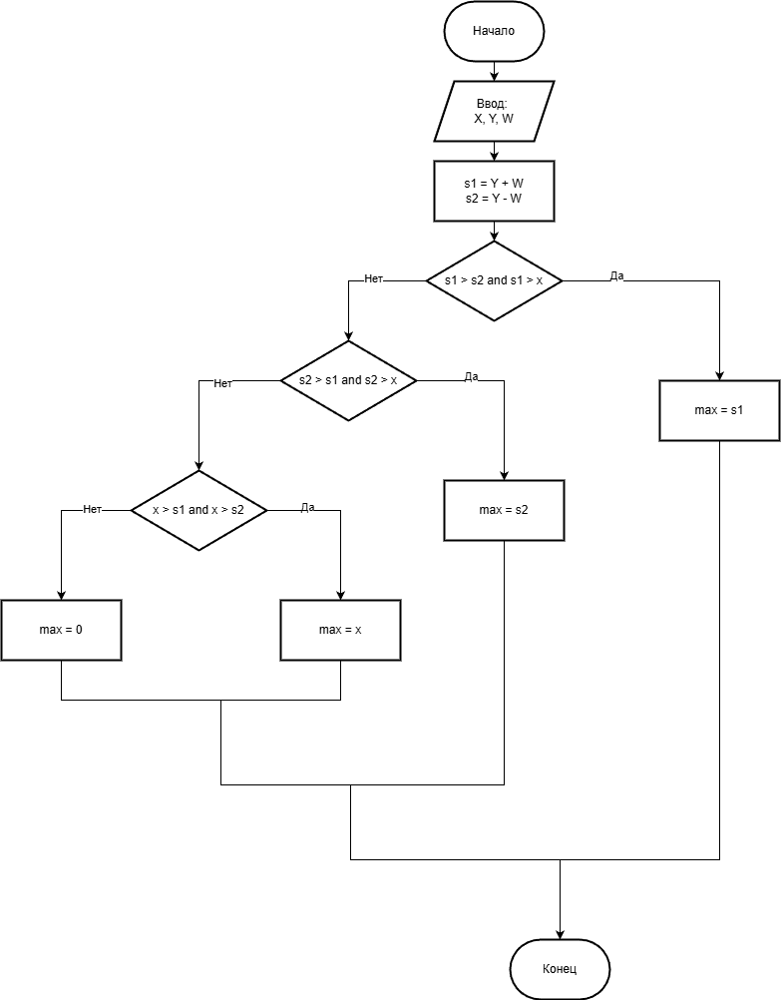 Начало
Ввод:
X, Y, W
s1 = Y + W
s2 = Y - W
s1 > s2 and s1 > x
Нет
Да
s2 > s1 and s2 > x
Нет
Да
max = s1
x > s1 and x > s2
Нет
Да
max = s2
max = 0
max = x
Конец